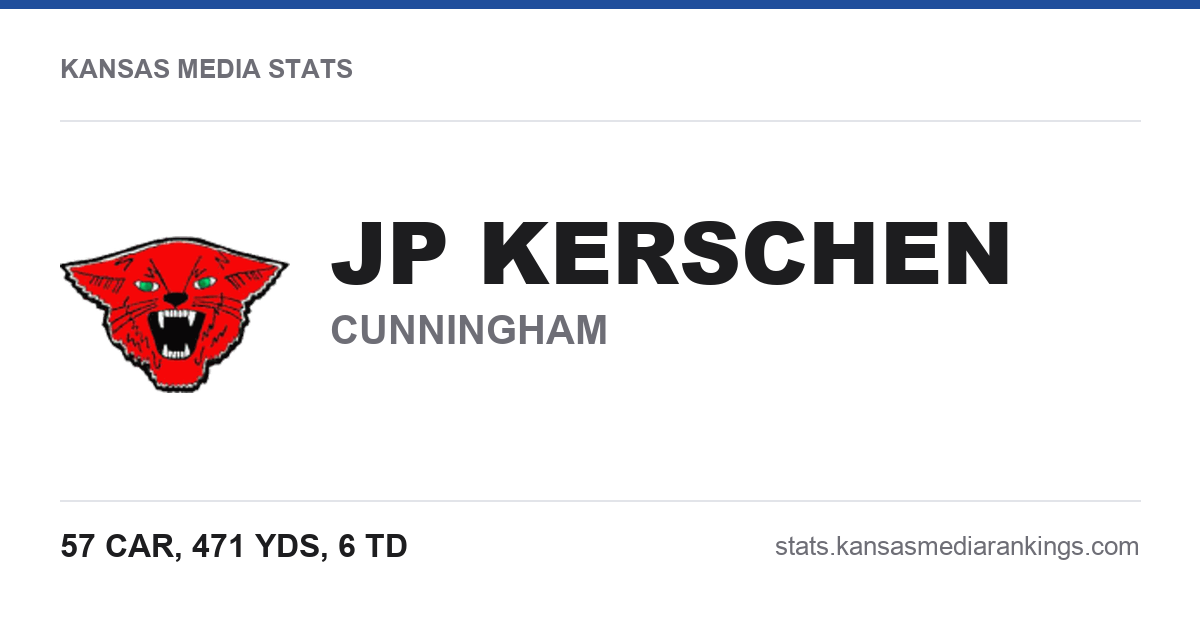 KANSAS MEDIA STATS
JP KERSCHEN
CUNNINGHAM
57 CAR, 471 YDS, 6 TD
stats.kansasmediarankings.com